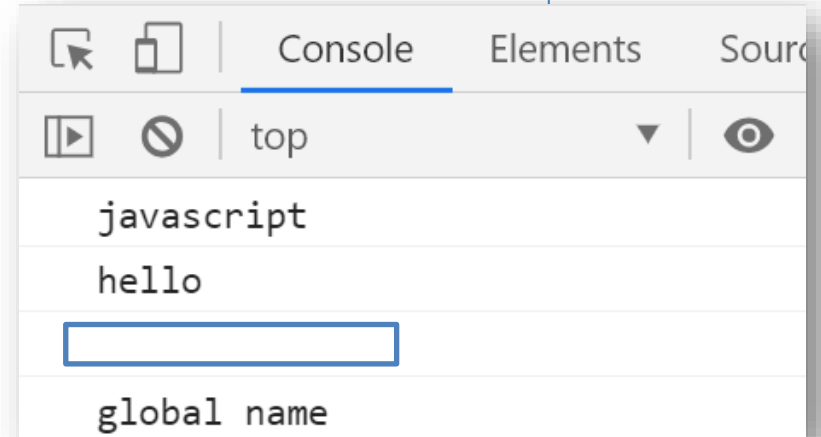 Console Elements Sourc
top
javascript
hello
global name